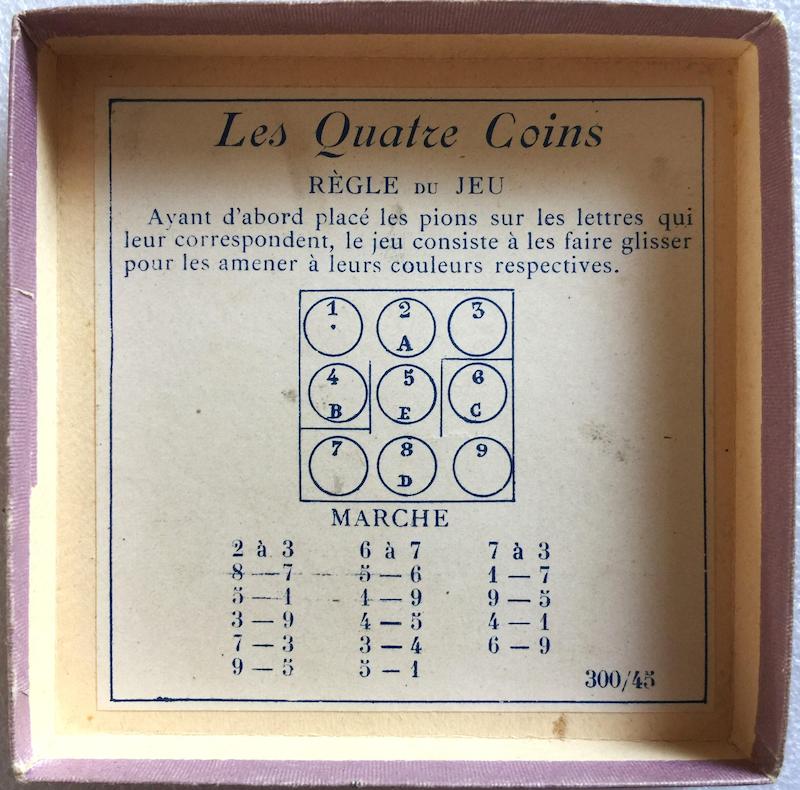 Les Quatre Coins
RÈGLE DU JEU
Ayant d'abord placé les pions sur les lettres qui
leur correspondent, le jeu consiste à les faire glisser
pour les amener à leurs couleurs respectives.
1 2 3
A
4 5 6
B E C
7 8 9
D
MARCHE
2 à 3 6 à 7 7 à 3
8 — 7 5 — 6 1 — 7
5 — 1 1 — 9 9 — 5
3 — 9 4 — 5 4 — 1
7 — 3 3 — 4 6 — 9
9 — 5 5 — 1
300/45